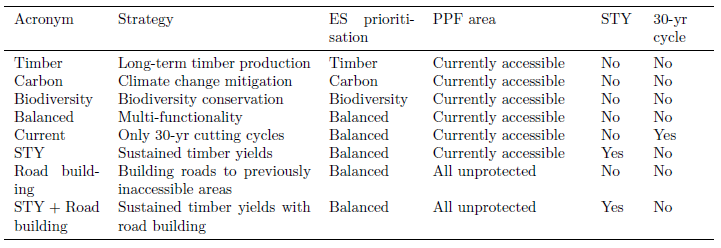 Acronym Strategy ES prioriti- PPF area STY 30-yr
sation cycle
Timber Long-term timber production Timber Currently accessible No No
Carbon Climate change mitigation Carbon Currently accessible No No
Biodiversity Biodiversity conservation Biodiversity Currently accessible No No
Balanced Multi-functionality Balanced Currently accessible No No
Current Only 30-yr cutting cycles Balanced Currently accessible No Yes
STY Sustained timber yields Balanced Currently accessible Yes No
Road build- Building roads to previously Balanced All unprotected No No
ing inaccessible areas
STY + Road Sustained timber yields with Balanced All unprotected Yes No
building road building